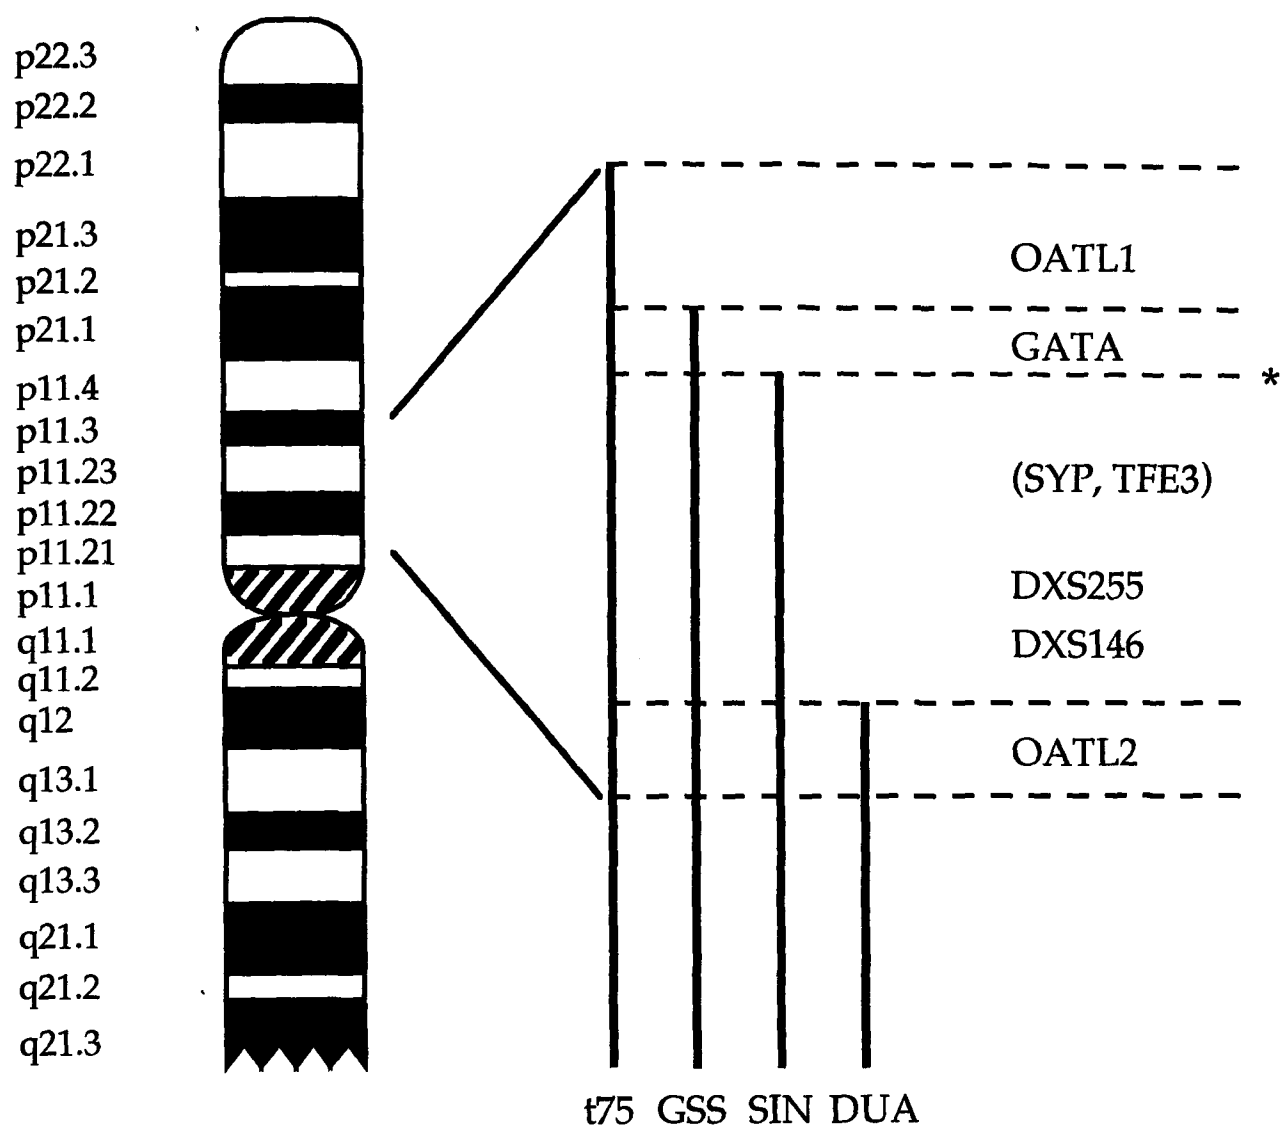 p22.3
p22.2
p22.1
p21.3
p21.2
p21.1
p11.4
p11.3
p11.23
p11.22
p11.21
p11.1
q11.1
q11.2
q12
q13.1
q13.2
q13.3
q21.1
q21.2
q21.3
OATL1
GATA
*
(SYP, TFE3)
DXS255
DXS146
OATL2
t75 GSS SIN DUA